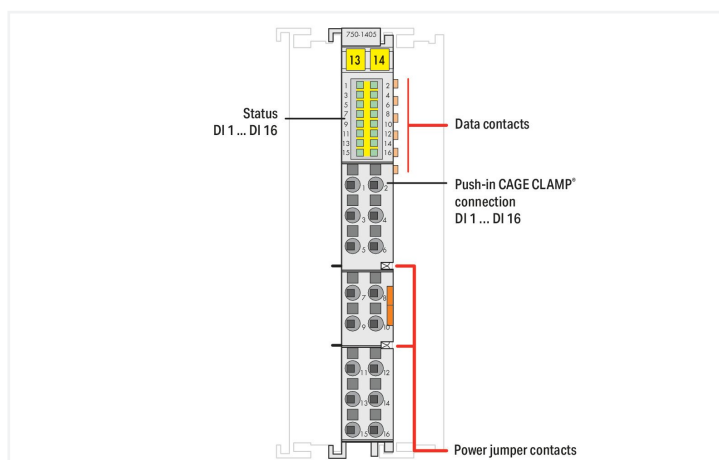 750-1405
13 14
1 2
3 4
5 6
7 8
9 10
11 12
13 14
15 16
Status
DI 1 ... DI 16
Data contacts
1 2
Push-in CAGE CLAMP®
connection
DI 1 ... DI 16
3 4
5 6
7 8
9 10
11 12
13 14
15 16
Power jumper contacts